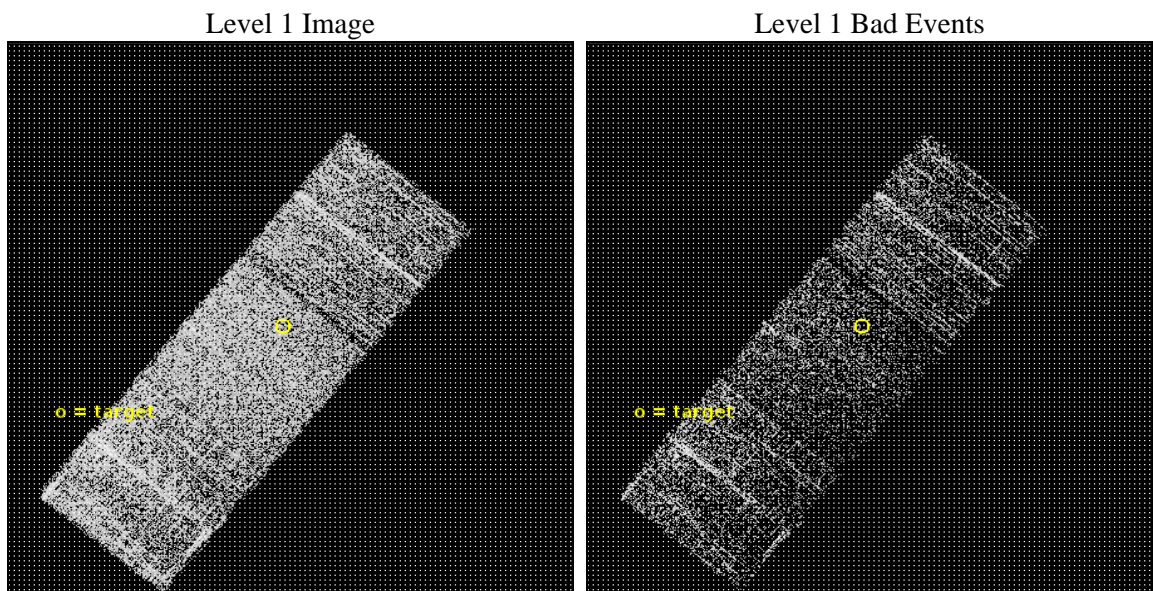 Level 1 Image
Level 1 Bad Events
o = target
o = target